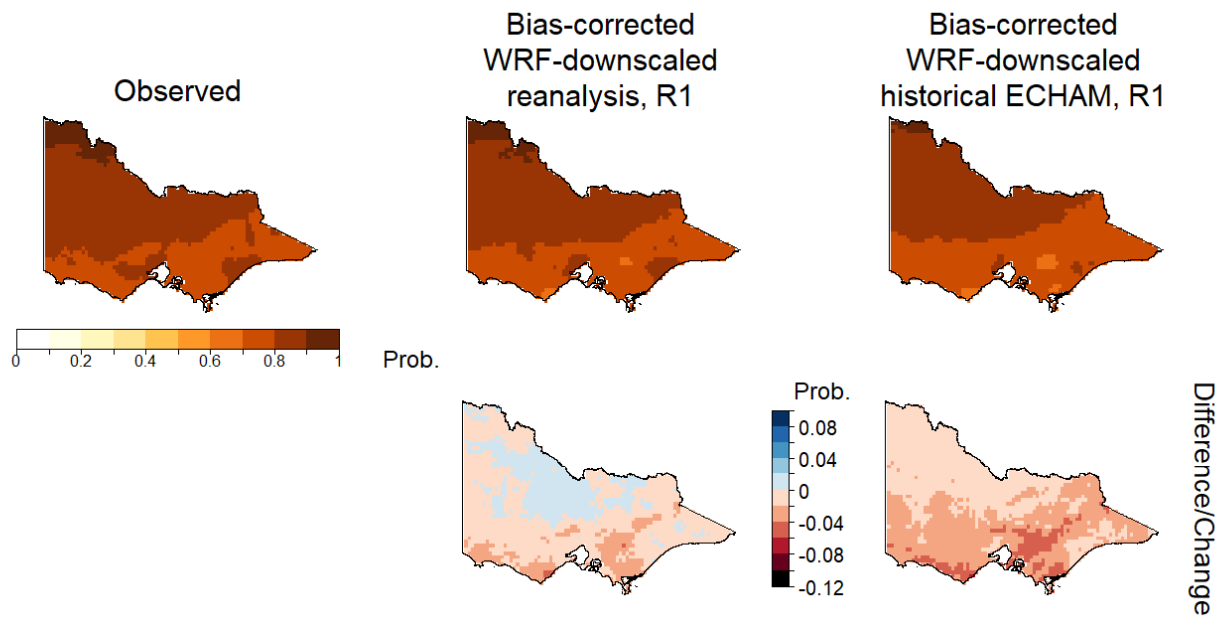 Observed
Bias-corrected
WRF-downscaled
reanalysis, R1
Bias-corrected
WRF-downscaled
historical ECHAM, R1
0 0.2 0.4 0.6 0.8 1
Prob.
Prob.
0.08
0.04
0
-0.04
-0.08
-0.12
Difference/Change